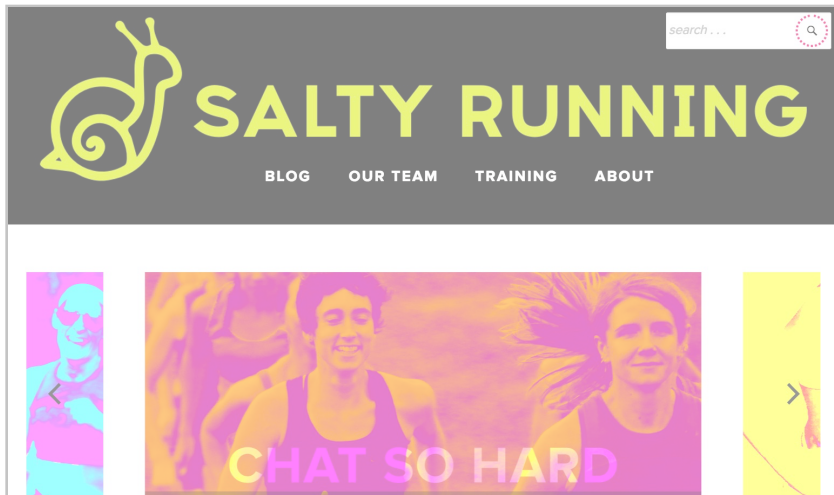 search . . .
SALTY RUNNING
BLOG OUR TEAM TRAINING ABOUT
CHAT SO HARD